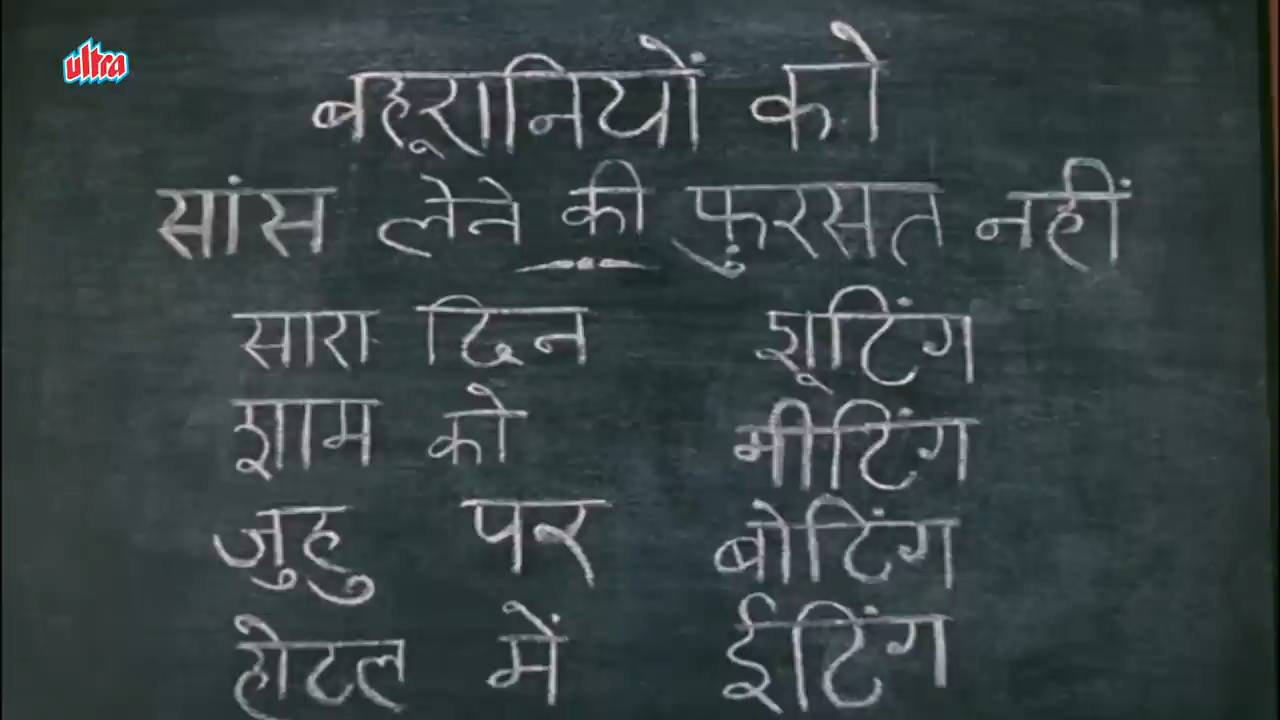 ultra
बहूरानियों को
सांस लेने की फुरसत नहीं
सारा दिन शूटिंग
शाम को मीटिंग
जुहु पर बोटिंग
होटल में ईटिंग